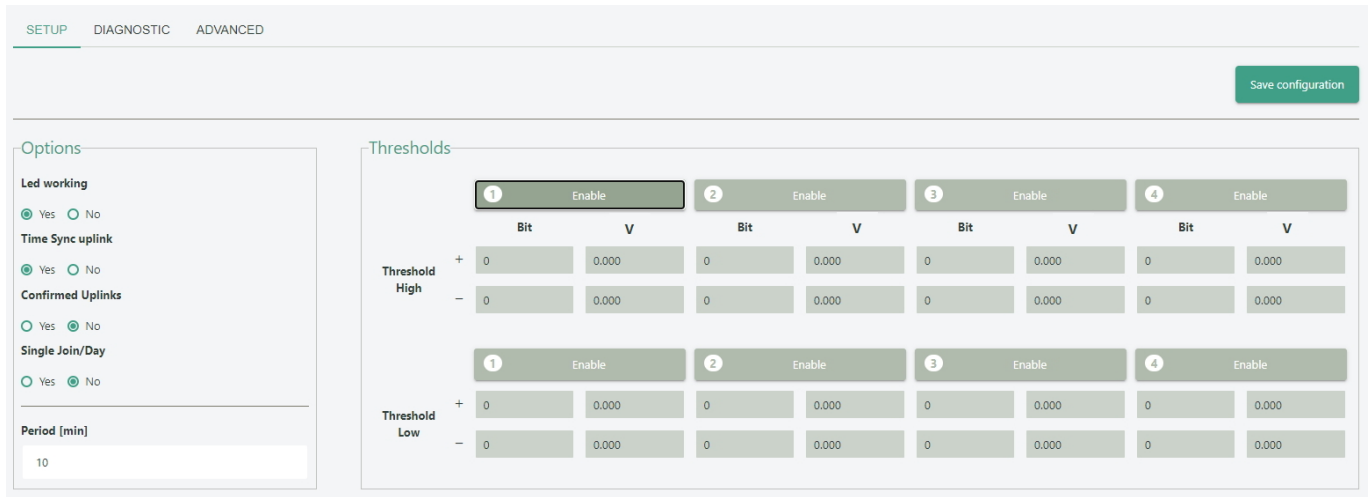 SETUP DIAGNOSTIC ADVANCED
Save configuration
Options
Led working
Yes No
Time Sync uplink
Yes No
Confirmed Uplinks
Yes No
Single Join/Day
Yes No
Period [min]
10
Thresholds
1 Enable 2 Enable 3 Enable 4 Enable
Bit V Bit V Bit V Bit V
Threshold
High
+ 0 0.000 0 0.000 0 0.000 0 0.000
− 0 0.000 0 0.000 0 0.000 0 0.000
1 Enable 2 Enable 3 Enable 4 Enable
Threshold
Low
+ 0 0.000 0 0.000 0 0.000 0 0.000
− 0 0.000 0 0.000 0 0.000 0 0.000